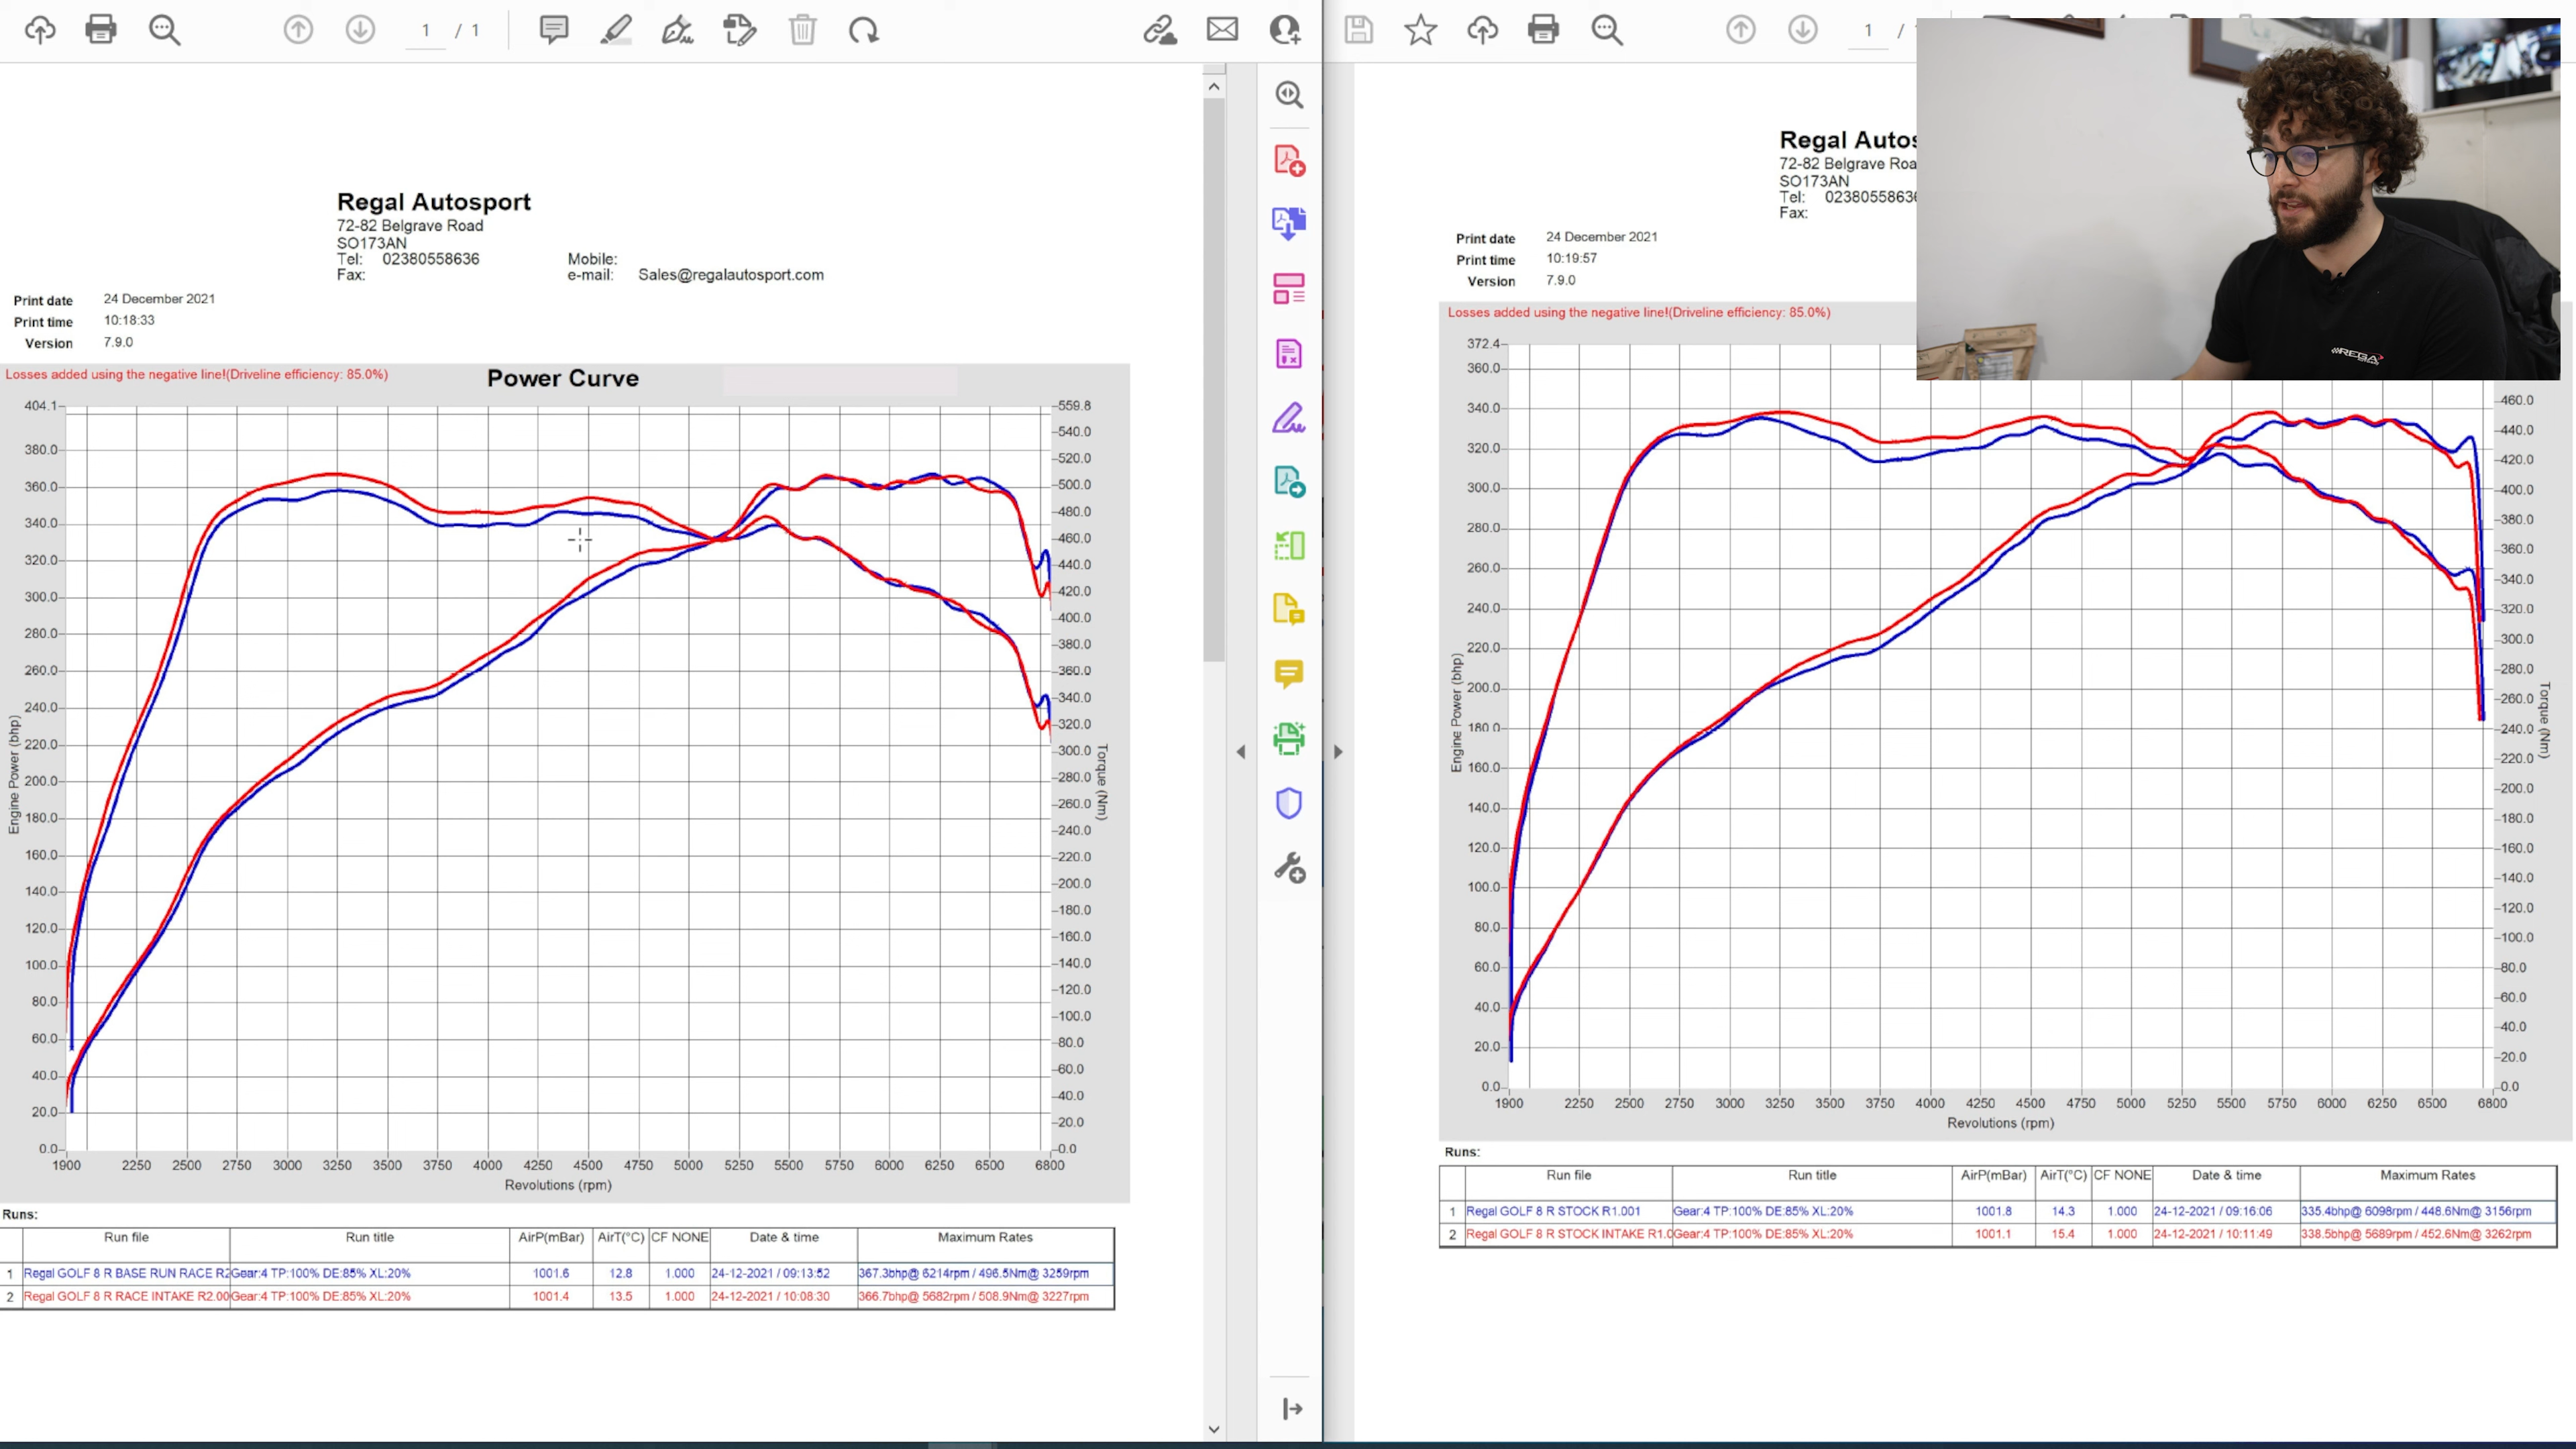 1 / 1
1 /
Regal Autosport
72-82 Belgrave Road
SO173AN
Tel: 02380558636 Mobile:
Fax: e-mail: Sales@regalautosport.com
Print date 24 December 2021
Print time 10:18:33
Version 7.9.0
Losses added using the negative line!(Driveline efficiency: 85.0%)
Power Curve
404.1
380.0
360.0
340.0
320.0
300.0
280.0
260.0
240.0
220.0
200.0
180.0
160.0
140.0
120.0
100.0
80.0
60.0
40.0
20.0
0.0
Engine Power (bhp)
559.8
540.0
520.0
500.0
480.0
460.0
440.0
420.0
400.0
380.0
360.0
340.0
320.0
300.0
280.0
260.0
240.0
220.0
200.0
180.0
160.0
140.0
120.0
100.0
80.0
60.0
40.0
20.0
0.0
Torque (Nm)
1900 2250 2500 2750 3000 3250 3500 3750 4000 4250 4500 4750 5000 5250 5500 5750 6000 6250 6500 6800
Revolutions (rpm)
Runs:
Run file Run title AirP(mBar) AirT(°C) CF NONE Date & time Maximum Rates
1 Regal GOLF 8 R BASE RUN RACE R2 Gear:4 TP:100% DE:85% XL:20% 1001.6 12.8 1.000 24-12-2021 / 09:13:52 367.3bhp@ 6214rpm / 496.5Nm@ 3259rpm
2 Regal GOLF 8 R RACE INTAKE R2.00 Gear:4 TP:100% DE:85% XL:20% 1001.4 13.5 1.000 24-12-2021 / 10:08:30 366.7bhp@ 5682rpm / 508.9Nm@ 3227rpm
Regal Autos
72-82 Belgrave Roa
SO173AN
Tel: 02380558636
Fax:
Print date 24 December 2021
Print time 10:19:57
Version 7.9.0
Losses added using the negative line!(Driveline efficiency: 85.0%)
372.4
360.0
340.0
320.0
300.0
280.0
260.0
240.0
220.0
200.0
180.0
160.0
140.0
120.0
100.0
80.0
60.0
40.0
20.0
0.0
Engine Power (bhp)
460.0
440.0
420.0
400.0
380.0
360.0
340.0
320.0
300.0
280.0
260.0
240.0
220.0
200.0
180.0
160.0
140.0
120.0
100.0
80.0
60.0
40.0
20.0
0.0
Torque (Nm)
1900 2250 2500 2750 3000 3250 3500 3750 4000 4250 4500 4750 5000 5250 5500 5750 6000 6250 6500 6800
Revolutions (rpm)
Runs:
Run file Run title AirP(mBar) AirT(°C) CF NONE Date & time Maximum Rates
1 Regal GOLF 8 R STOCK R1.001 Gear:4 TP:100% DE:85% XL:20% 1001.8 14.3 1.000 24-12-2021 / 09:16:06 335.4bhp@ 6098rpm / 448.6Nm@ 3156rpm
2 Regal GOLF 8 R STOCK INTAKE R1.0 Gear:4 TP:100% DE:85% XL:20% 1001.1 15.4 1.000 24-12-2021 / 10:11:49 338.5bhp@ 5689rpm / 452.6Nm@ 3262rpm